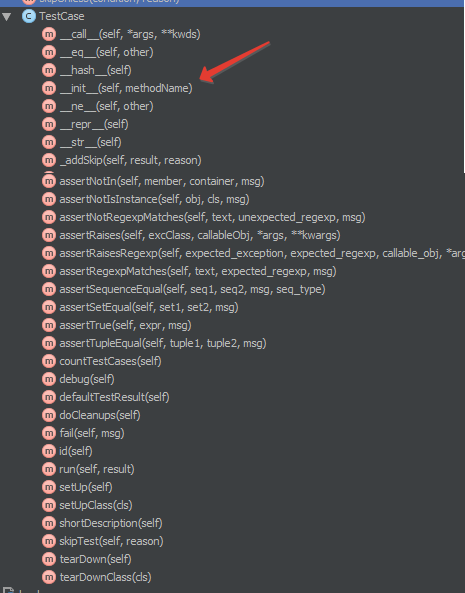 TestCase
__call__(self, *args, **kwds)
__eq__(self, other)
__hash__(self)
__init__(self, methodName)
__ne__(self, other)
__repr__(self)
__str__(self)
_addSkip(self, result, reason)
assertNotIn(self, member, container, msg)
assertNotIsInstance(self, obj, cls, msg)
assertNotRegexpMatches(self, text, unexpected_regexp, msg)
assertRaises(self, excClass, callableObj, *args, **kwargs)
assertRaisesRegexp(self, expected_exception, expected_regexp, callable_obj, *arg
assertRegexpMatches(self, text, expected_regexp, msg)
assertSequenceEqual(self, seq1, seq2, msg, seq_type)
assertSetEqual(self, set1, set2, msg)
assertTrue(self, expr, msg)
assertTupleEqual(self, tuple1, tuple2, msg)
countTestCases(self)
debug(self)
defaultTestResult(self)
doCleanups(self)
fail(self, msg)
id(self)
run(self, result)
setUp(self)
setUpClass(cls)
shortDescription(self)
skipTest(self, reason)
tearDown(self)
tearDownClass(cls)